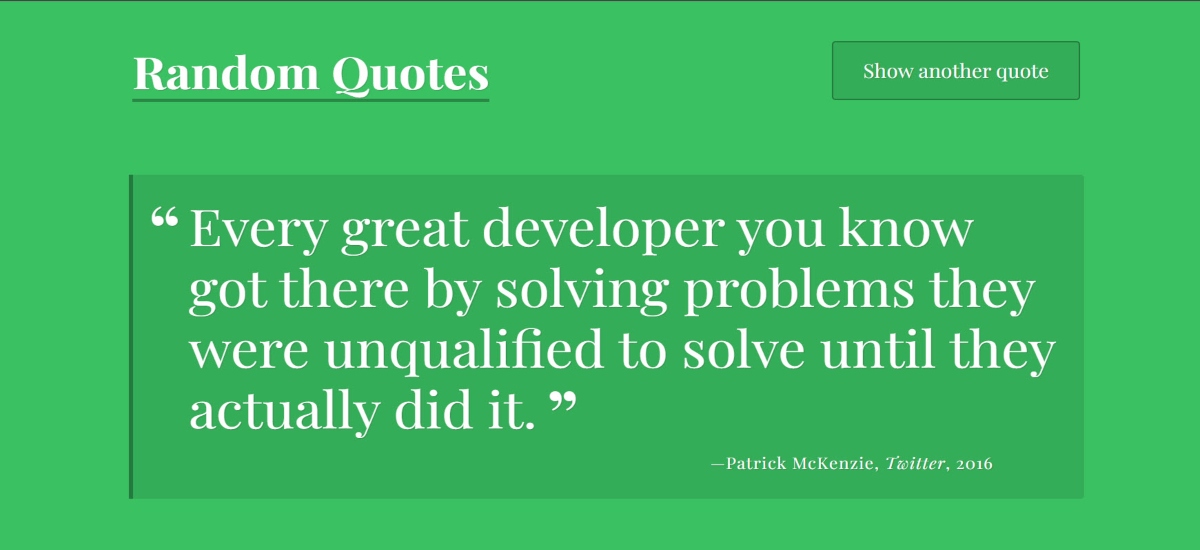 Random Quotes
Show another quote
“ Every great developer you know
got there by solving problems they
were unqualified to solve until they
actually did it. ”
—Patrick McKenzie, Twitter, 2016